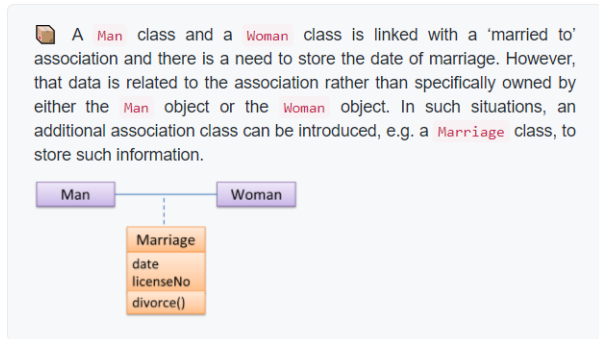 A Man class and a Woman class is linked with a ‘married to’
association and there is a need to store the date of marriage. However,
that data is related to the association rather than specifically owned by
either the Man object or the Woman object. In such situations, an
additional association class can be introduced, e.g. a Marriage class, to
store such information.
Man
Woman
Marriage
date
licenseNo
divorce()